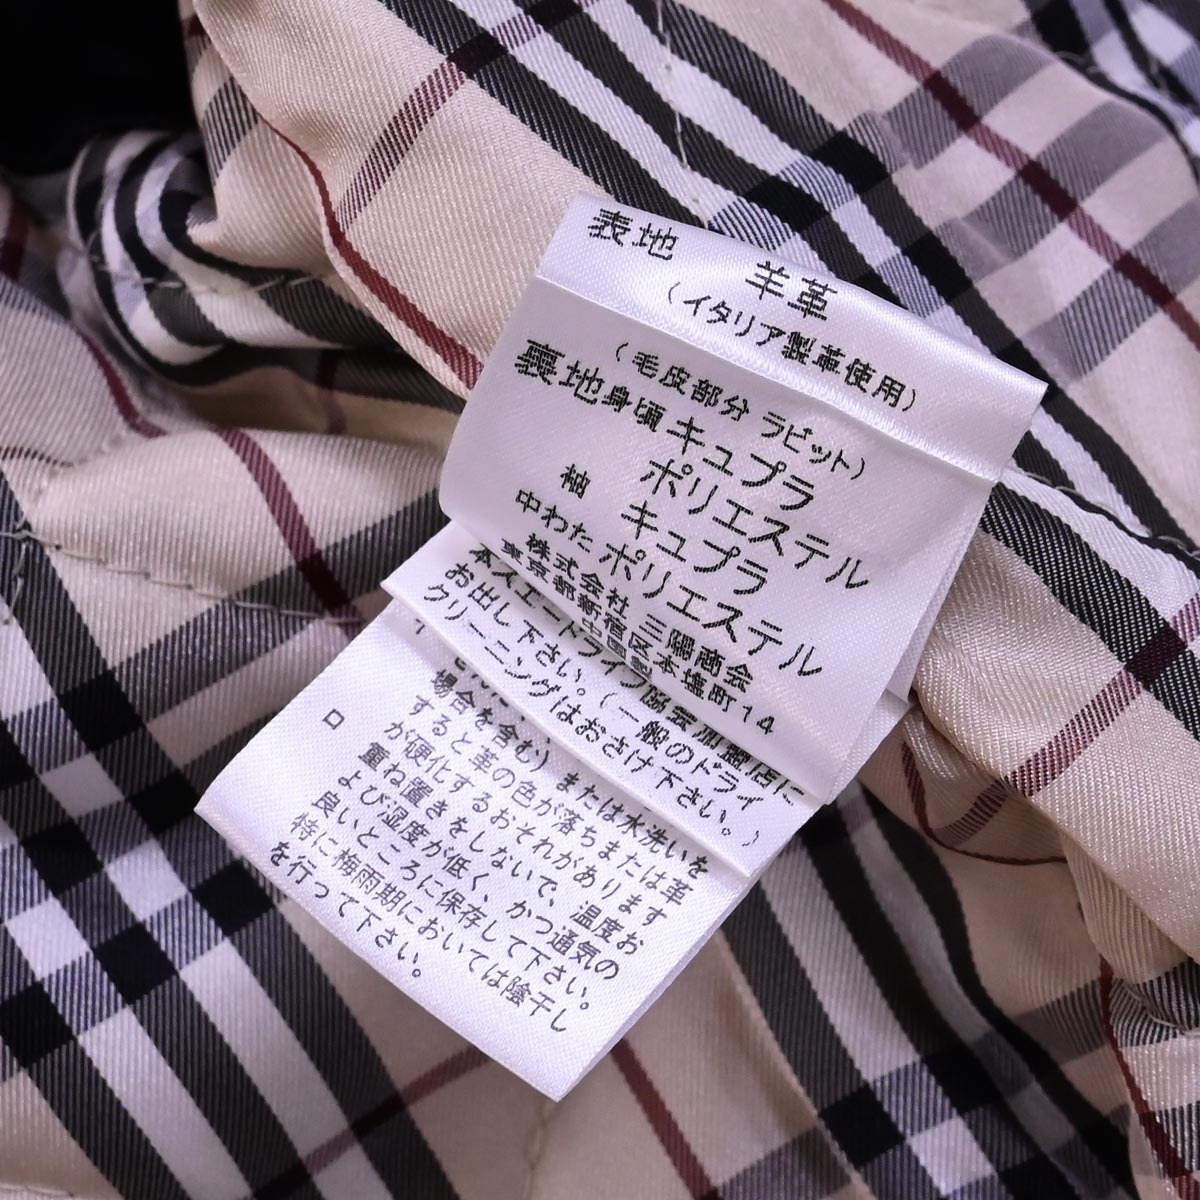 表地 羊革
(イタリア製革使用)
(毛皮部分 ラビット)
裏地 身頃 キュプラ
ポリエステル
袖 キュプラ
中わた ポリエステル
株式会社 三陽商会
東京都新宿区本塩町14
中国製
お出し下さい。(一般のドライ
クリーニングはおさけ下さい。)
場合を含む)または水洗いを
すると革の色が落ちまたは革
が硬化するおそれがあります
重ね置きをしないで、温度お
よび湿度が低く、かつ通気の
良いところに保存して下さい。
特に梅雨期においては陰干し
を行って下さい。